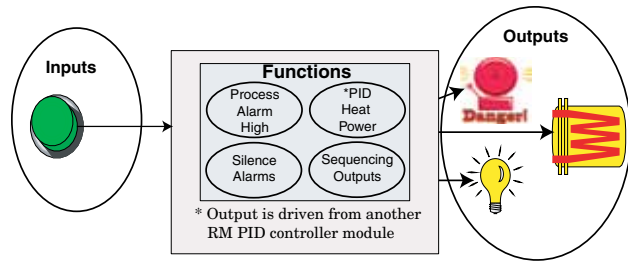 Inputs
Functions
Process
Alarm
High
*PID
Heat
Power
Silence
Alarms
Sequencing
Outputs
* Output is driven from another
RM PID controller module
Outputs
Danger!